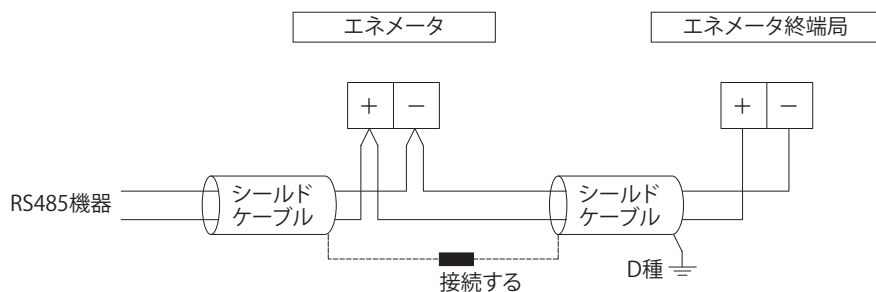 エネメータ
エネメータ終端局
＋ －
＋ －
RS485機器
シールド
ケーブル
シールド
ケーブル
接続する
D種